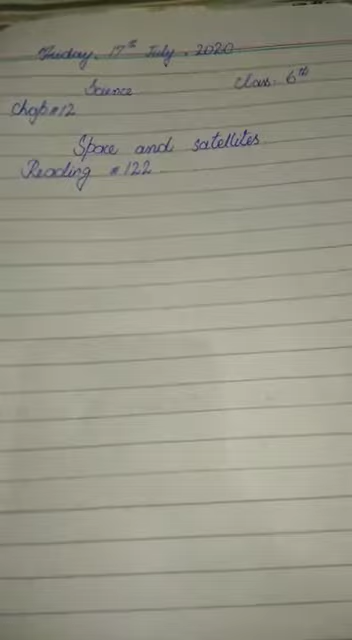 Friday, 17th July, 2020
Science Class: 6th
Chap#12
Space and satellites
Reading # 122